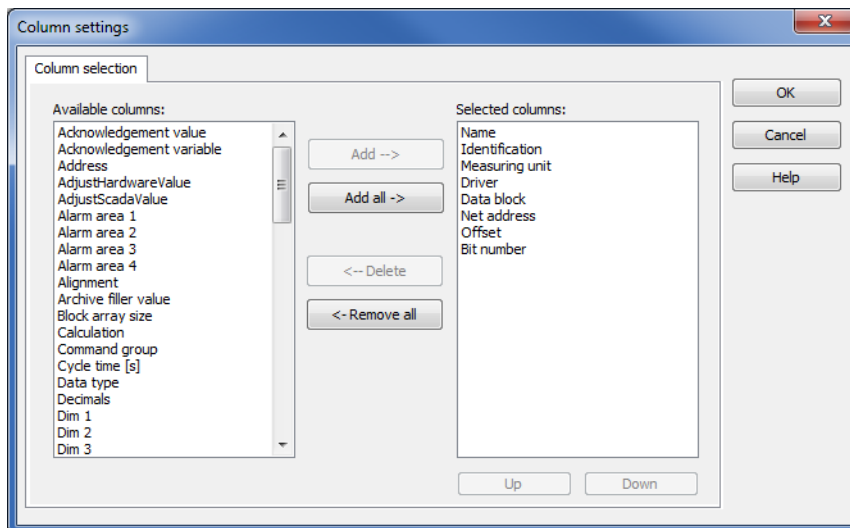 Column settings
Column selection
Available columns:
Acknowledgement value
Acknowledgement variable
Address
AdjustHardwareValue
AdjustScadaValue
Alarm area 1
Alarm area 2
Alarm area 3
Alarm area 4
Alignment
Archive filler value
Block array size
Calculation
Command group
Cycle time [s]
Data type
Decimals
Dim 1
Dim 2
Dim 3
Add -->
Add all ->
<-- Delete
<- Remove all
Selected columns:
Name
Identification
Measuring unit
Driver
Data block
Net address
Offset
Bit number
Up
Down
OK
Cancel
Help